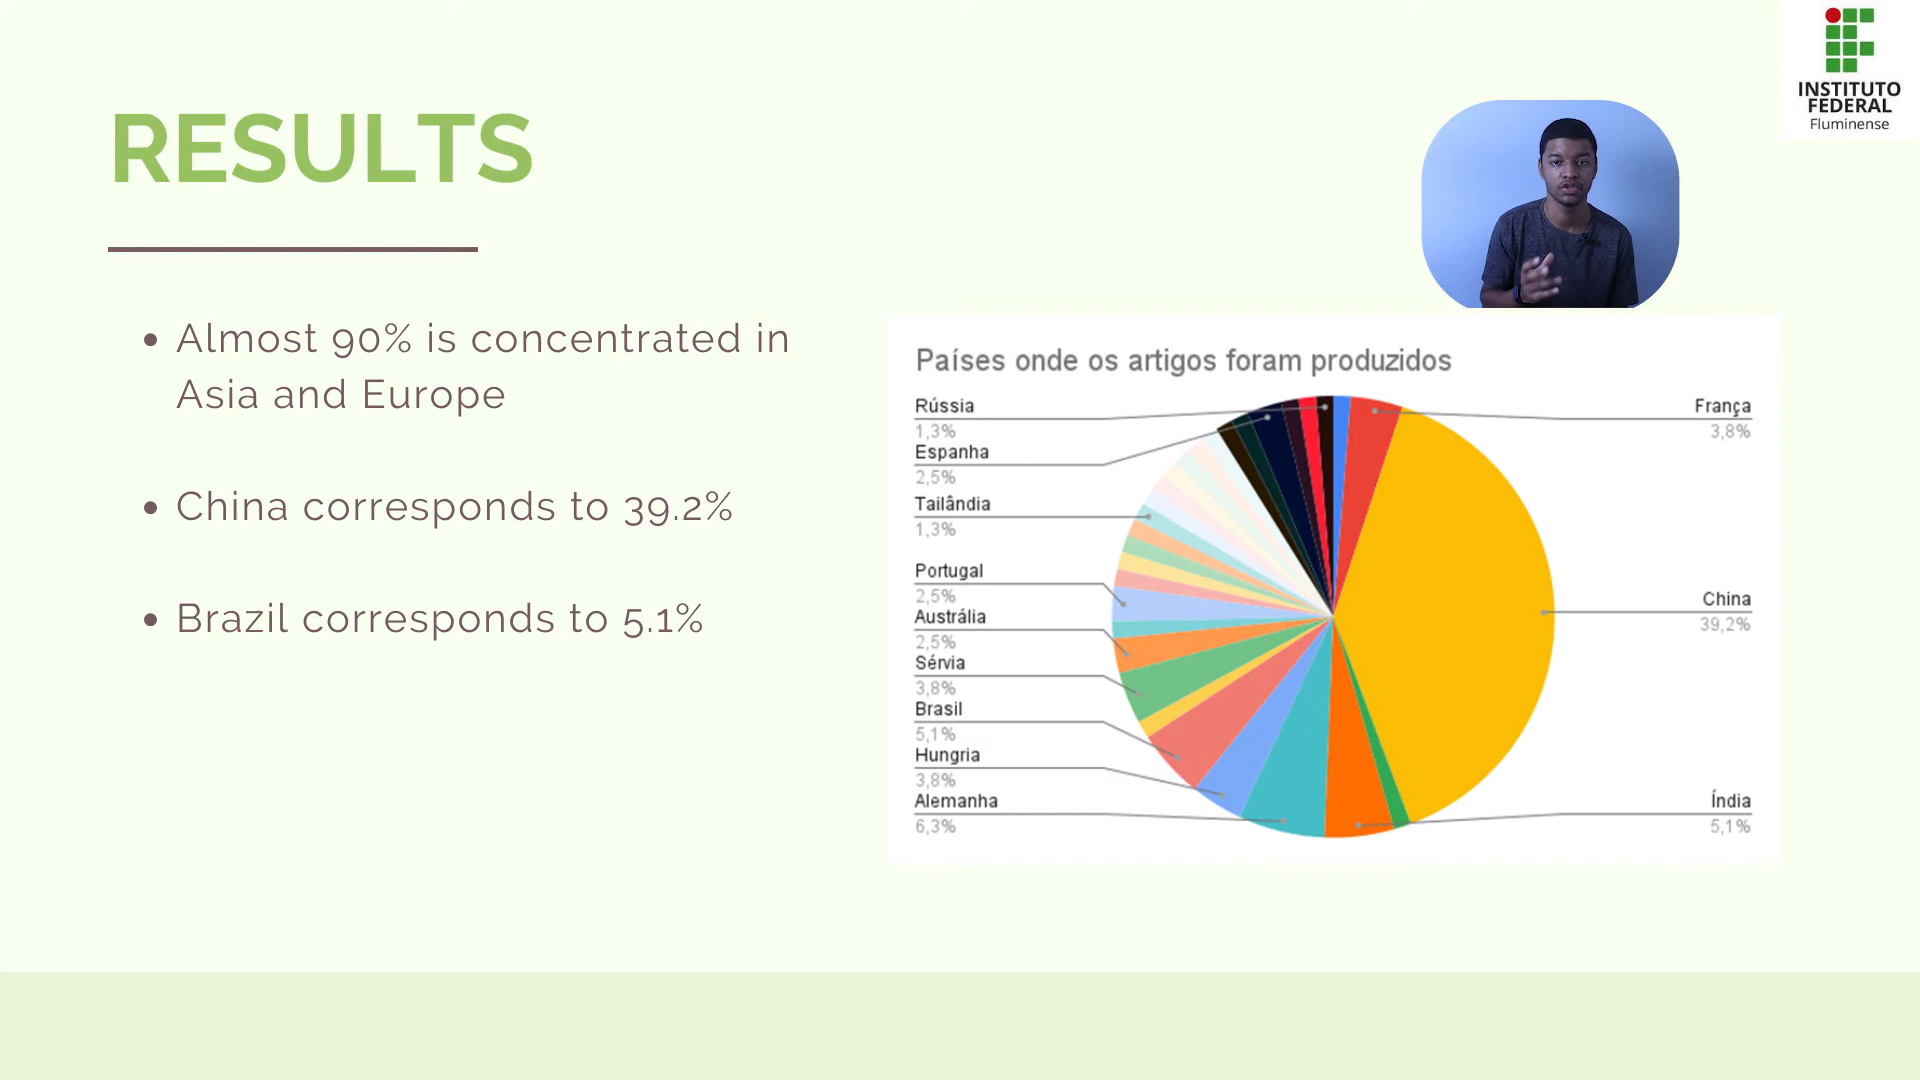 RESULTS
INSTITUTO
FEDERAL
Fluminense
• Almost 90% is concentrated in
Asia and Europe
• China corresponds to 39.2%
• Brazil corresponds to 5.1%
Países onde os artigos foram produzidos
Rússia
1,3%
Espanha
2,5%
Tailândia
1,3%
Portugal
2,5%
Austrália
2,5%
Sérvia
3,8%
Brasil
5,1%
Hungria
3,8%
Alemanha
6,3%
França
3,8%
China
39,2%
Índia
5,1%